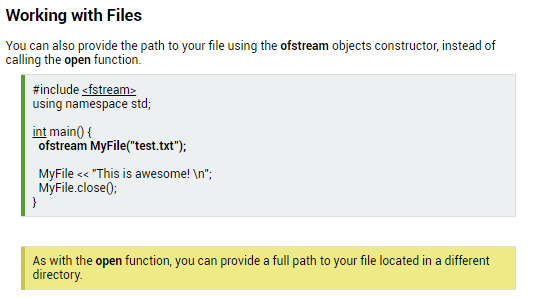 Working with Files
You can also provide the path to your file using the ofstream objects constructor, instead of
calling the open function.
#include <fstream>
using namespace std;
int main() {
ofstream MyFile("test.txt");
MyFile << "This is awesome! \n";
MyFile.close();
}
As with the open function, you can provide a full path to your file located in a different
directory.